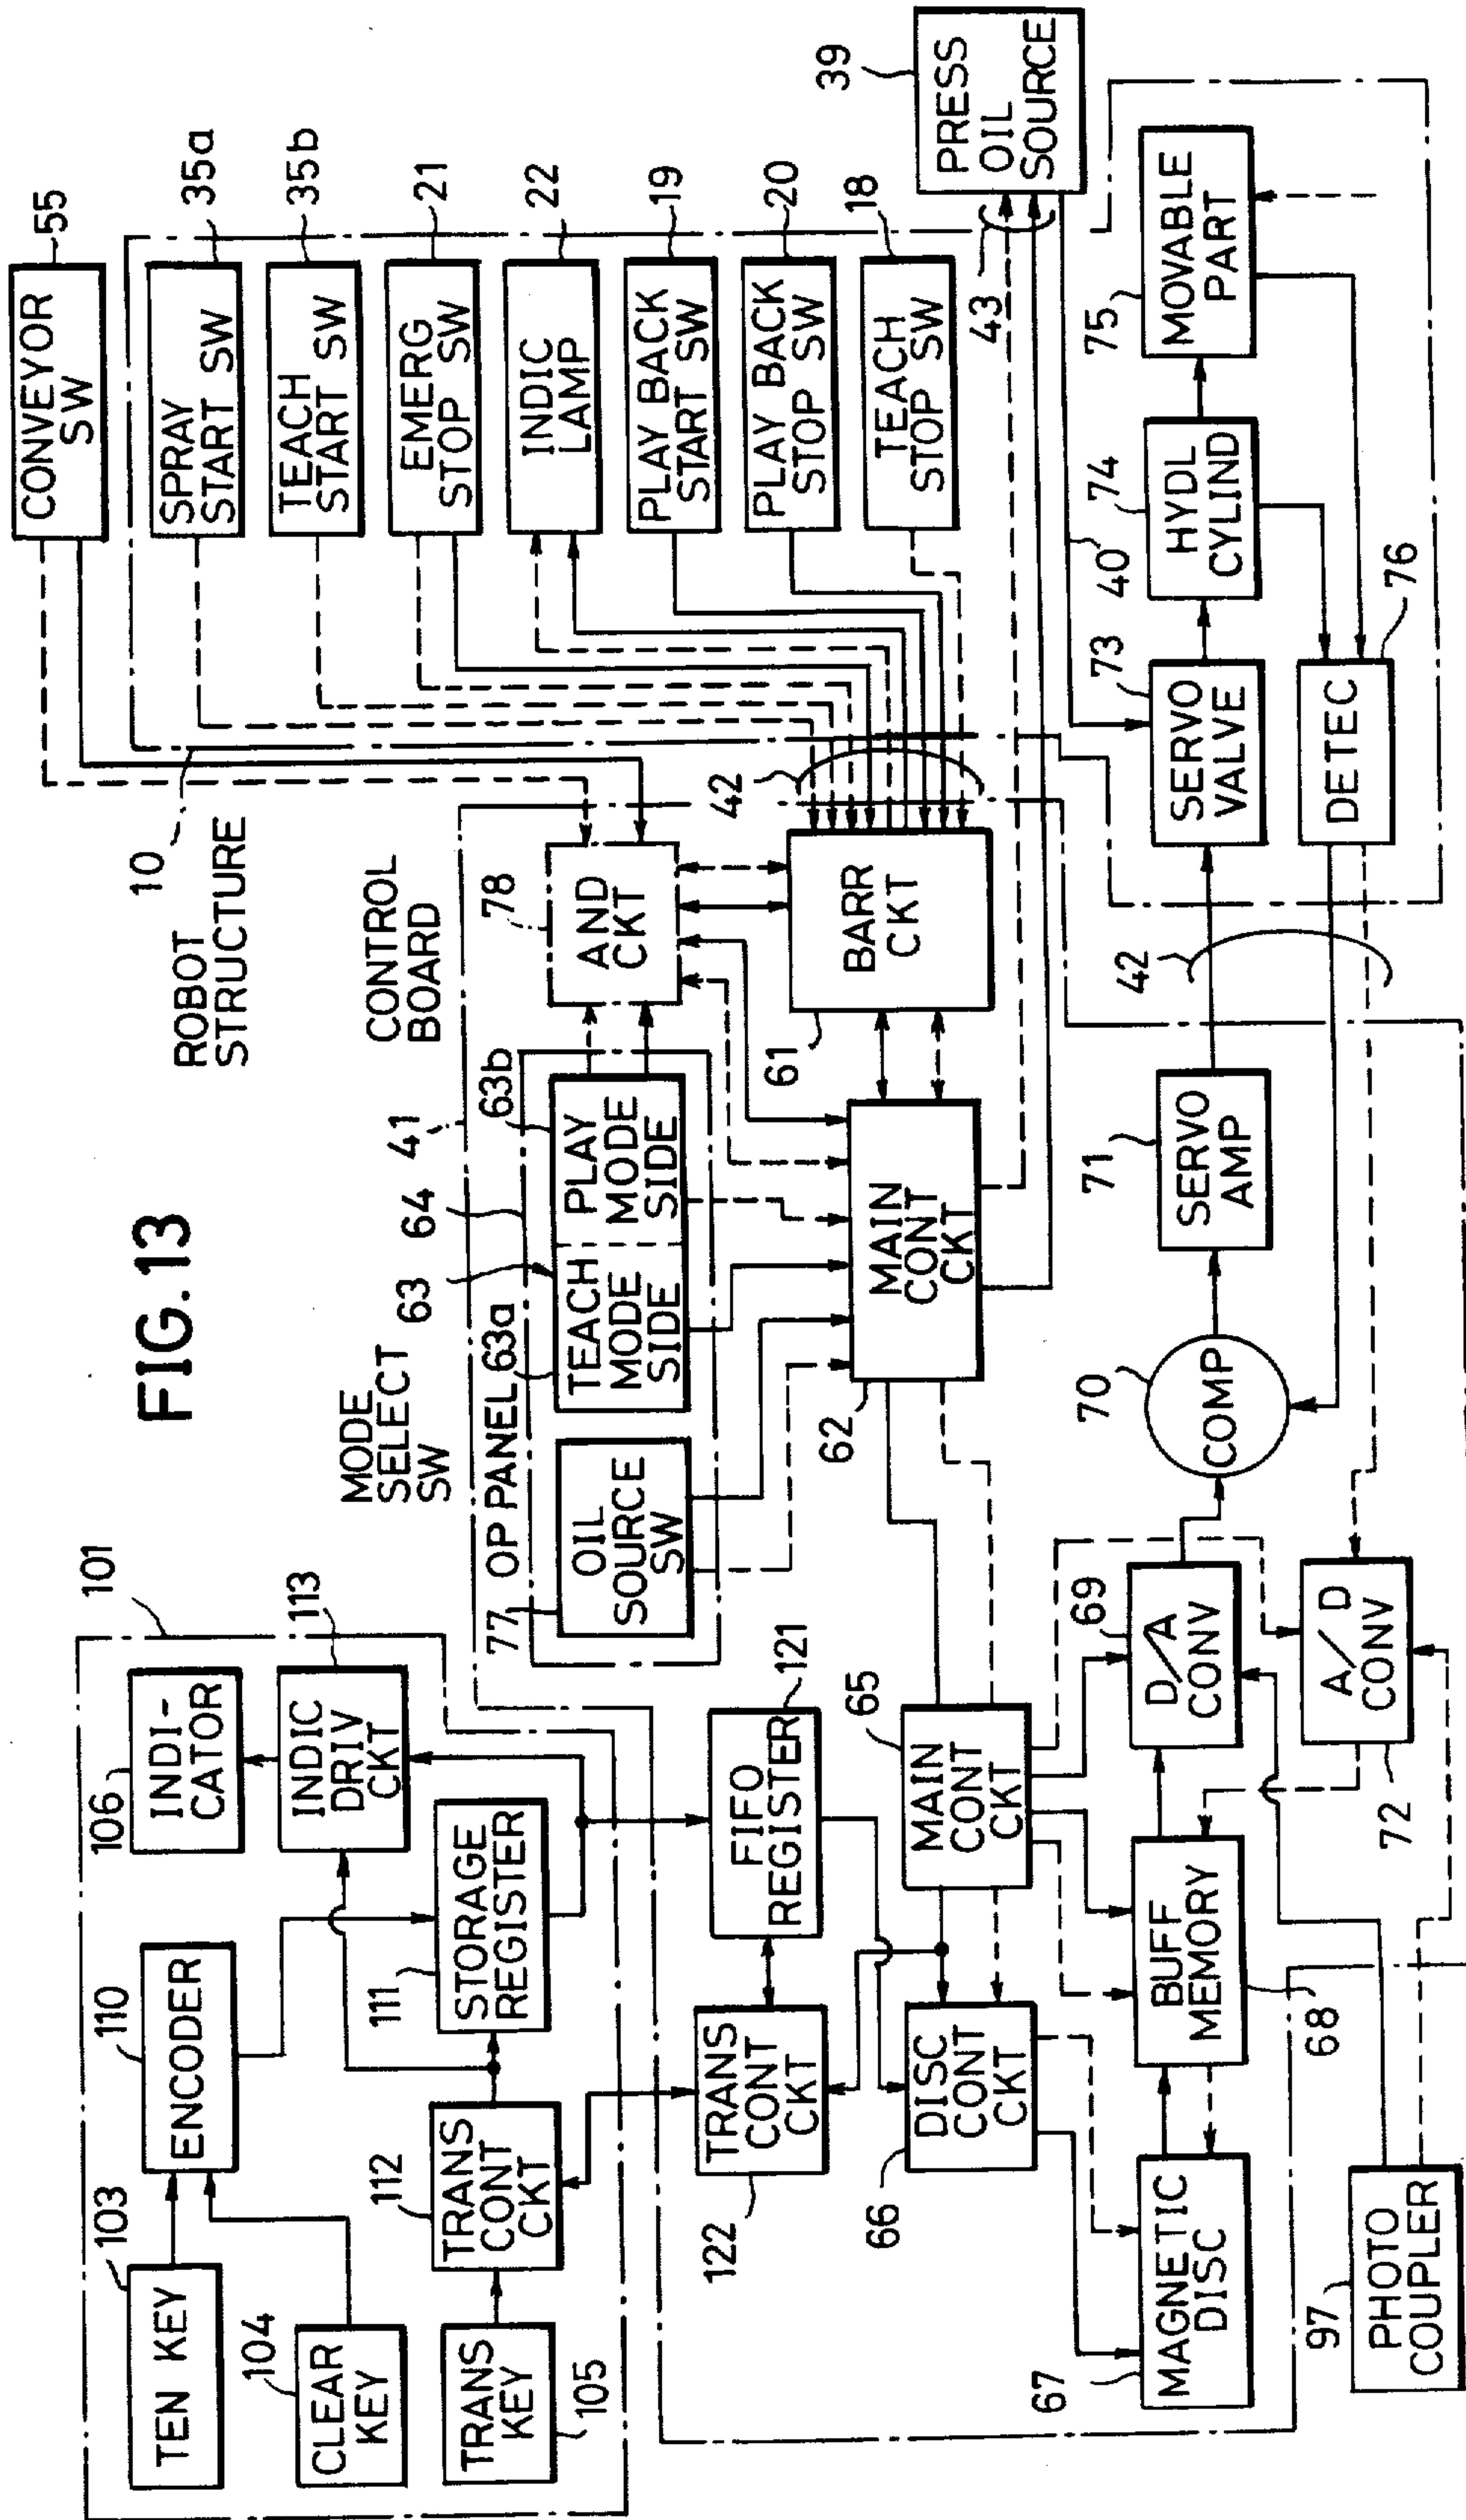 FIG.13
101
106
INDI-
CATOR
113
INDIC
DRIV
CKT
103
TEN KEY
110
ENCODER
104
CLEAR
KEY
111
STORAGE
REGISTER
112
TRANS
CONT
CKT
TRANS
KEY
105
MODE
SELECT
SW
63
64
41
CONTROL
BOARD
ROBOT
STRUCTURE
10
77
OP PANEL
63a
63b
OIL
SOURCE
SW
TEACH
MODE
SIDE
PLAY
MODE
SIDE
78
AND
CKT
42
55
CONVEYOR
SW
35a
SPRAY
START SW
35b
TEACH
START SW
21
EMERG
STOP SW
22
INDIC
LAMP
19
PLAY BACK
START SW
20
PLAY BACK
STOP SW
18
TEACH
STOP SW
39
PRESS
OIL
SOURCE
43
121
FIFO
REGISTER
122
TRANS
CONT
CKT
62
MAIN
CONT
CKT
61
BARR
CKT
65
MAIN
CONT
CKT
66
DISC
CONT
CKT
67
MAGNETIC
DISC
68
BUFF
MEMORY
69
D/A
CONV
72
A/D
CONV
70
COMP
71
SERVO
AMP
42
73
SERVO
VALVE
40
74
HYDL
CYLIND
75
MOVABLE
PART
76
DETEC
97
PHOTO
COUPLER